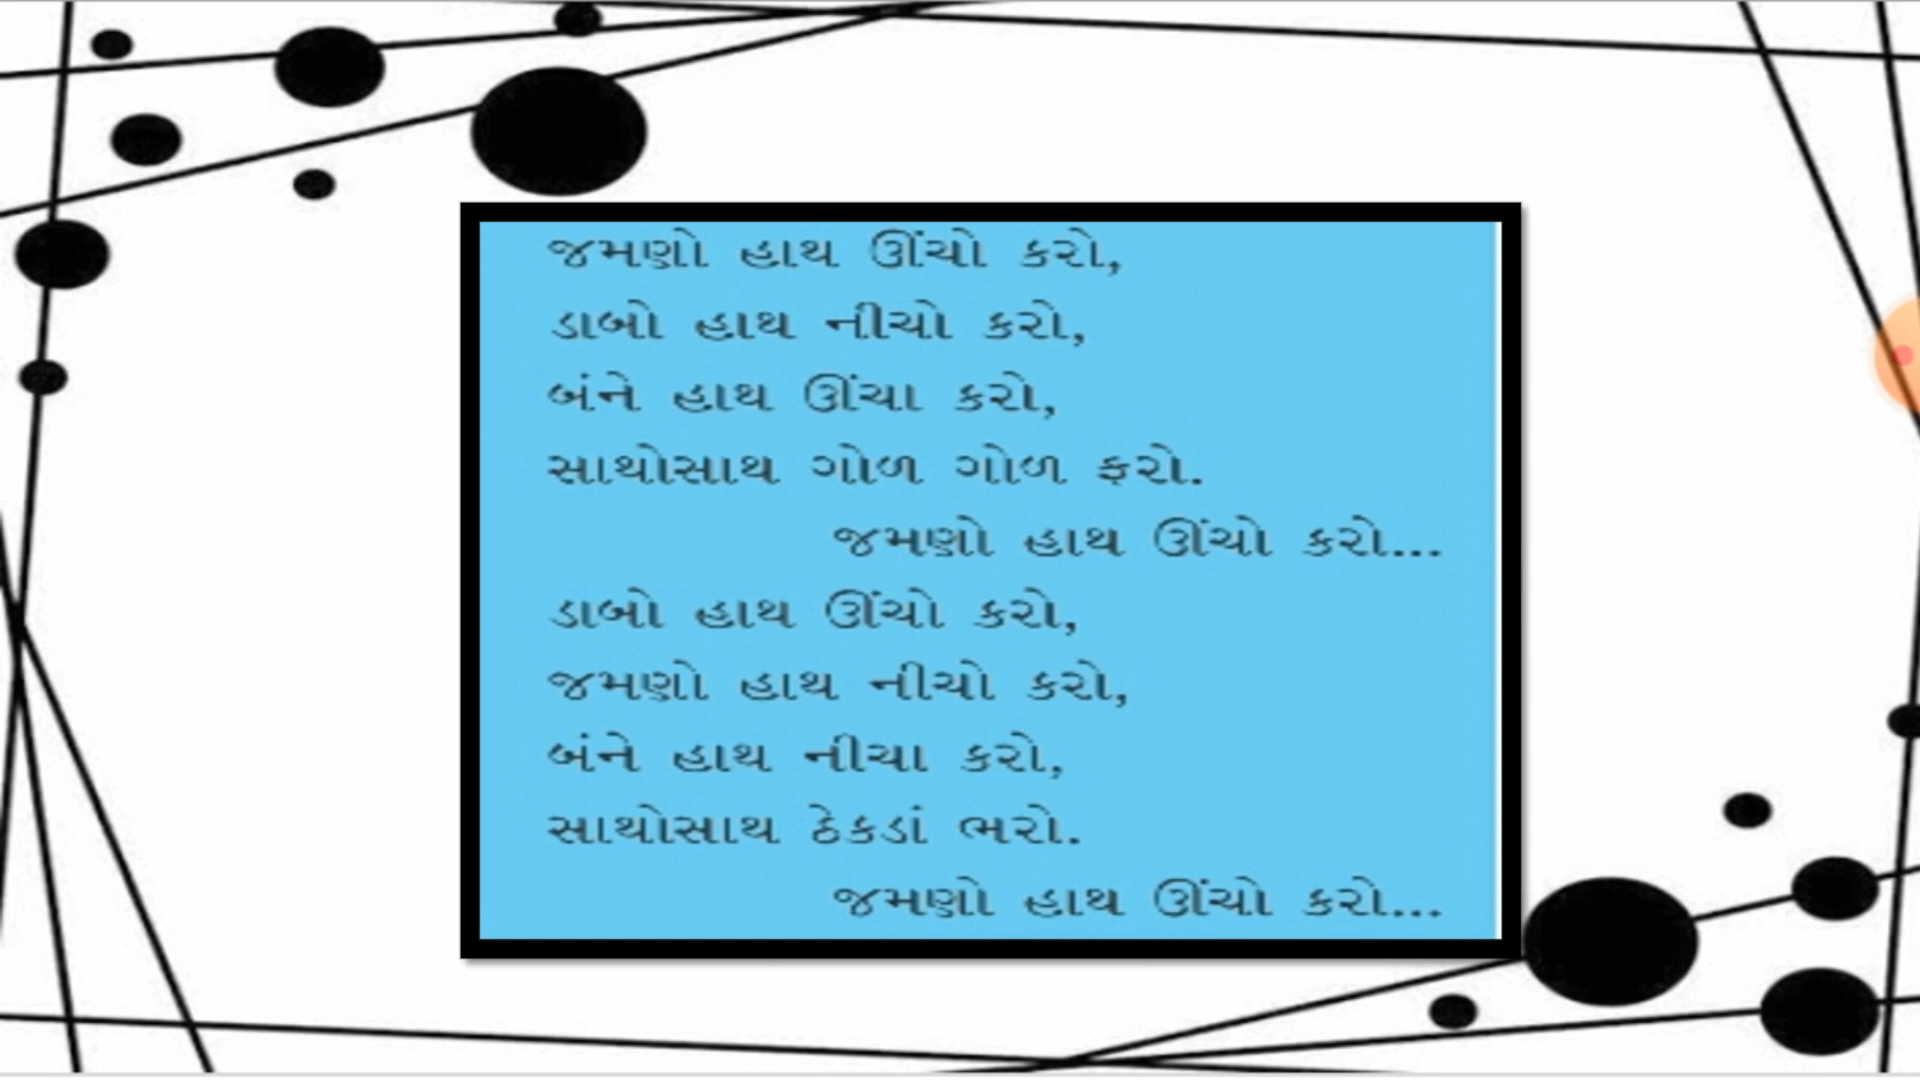 જમણો હાથ ઊંચો કરો,
ડાબો હાથ નીચો કરો,
બંને હાથ ઊંચા કરો,
સાથોસાથ ગોળ ગોળ ફરો.
જમણો હાથ ઊંચો કરો...
ડાબો હાથ ઊંચો કરો,
જમણો હાથ નીચો કરો,
બંને હાથ નીચા કરો,
સાથોસાથ ઠેકડાં ભરો.
જમણો હાથ ઊંચો કરો...